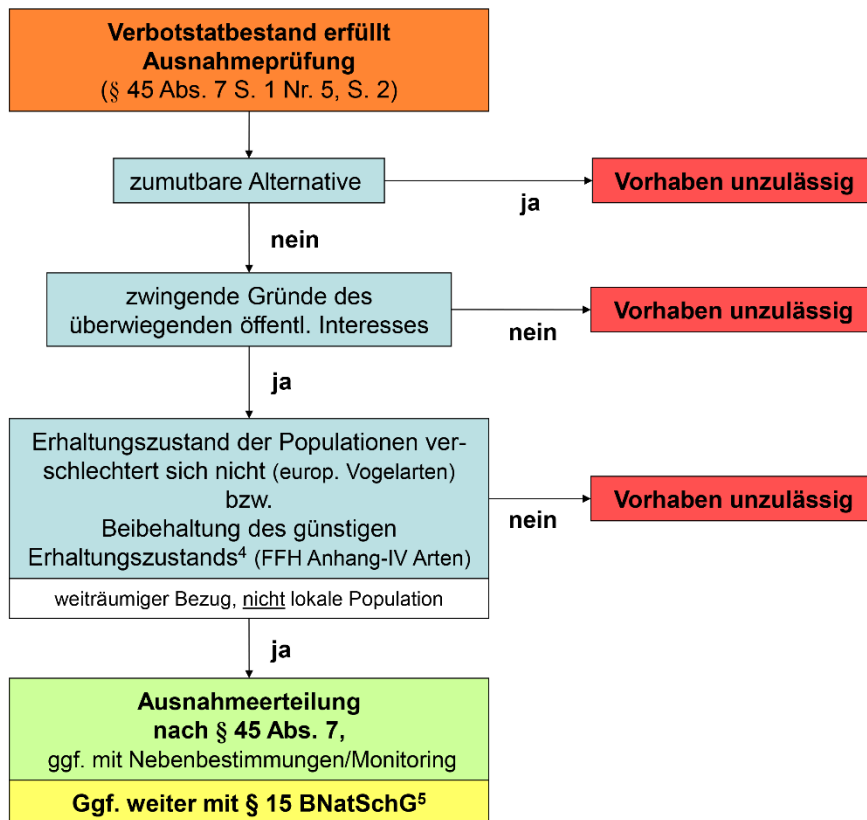 Verbotstatbestand erfüllt
Ausnahmeprüfung
(§ 45 Abs. 7 S. 1 Nr. 5, S. 2)
zumutbare Alternative
ja
Vorhaben unzulässig
nein
zwingende Gründe des
überwiegenden öffentl. Interesses
nein
Vorhaben unzulässig
ja
Erhaltungszustand der Populationen ver-
schlechtert sich nicht (europ. Vogelarten)
bzw.
Beibehaltung des günstigen
Erhaltungszustands⁴ (FFH Anhang-IV Arten)
nein
Vorhaben unzulässig
weiträumiger Bezug, nicht lokale Population
ja
Ausnahmeerteilung
nach § 45 Abs. 7,
ggf. mit Nebenbestimmungen/Monitoring
Ggf. weiter mit § 15 BNatSchG⁵